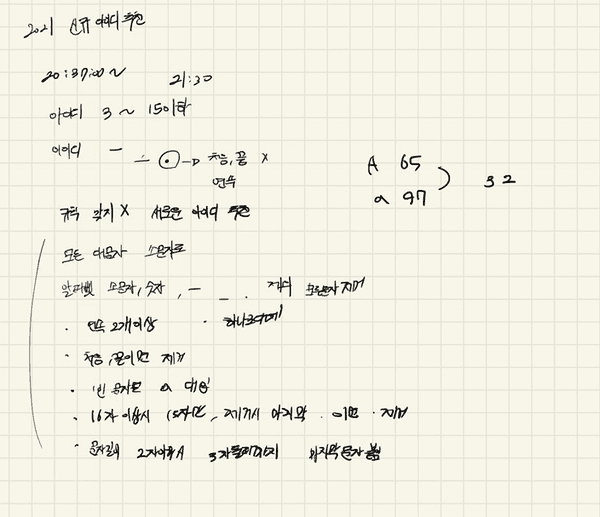 2021 신규 아이디 추천
20:37:00 ~ 21:30
아이디 3 ~ 15이하
아이디 - _ . → 처음, 끝 x
연속
A 65
a 97
32
규칙 맞지 X 새로운 아이디 추천
모든 대문자 소문자로
알파벳 소문자, 숫자, - _ . 제외 모든문자 제거
· 연속 2개이상 · 하나로대체
· 처음, 끝이면 제거
· 빈 문자면 a 대입
· 16자 이상시 15자만, 제거시 마지막 . 이면 · 제거
· 문자길이 2자이하 3자될때까지 마지막 문자 붙임